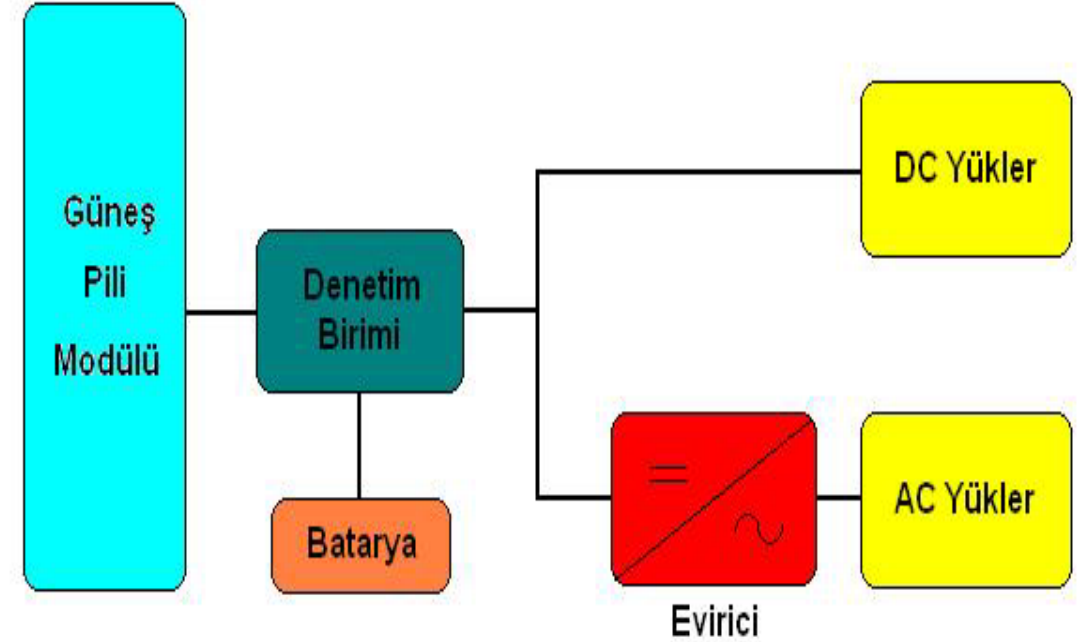 Güneş
Pili
Modülü
Denetim
Birimi
Batarya
DC Yükler
AC Yükler
Evirici